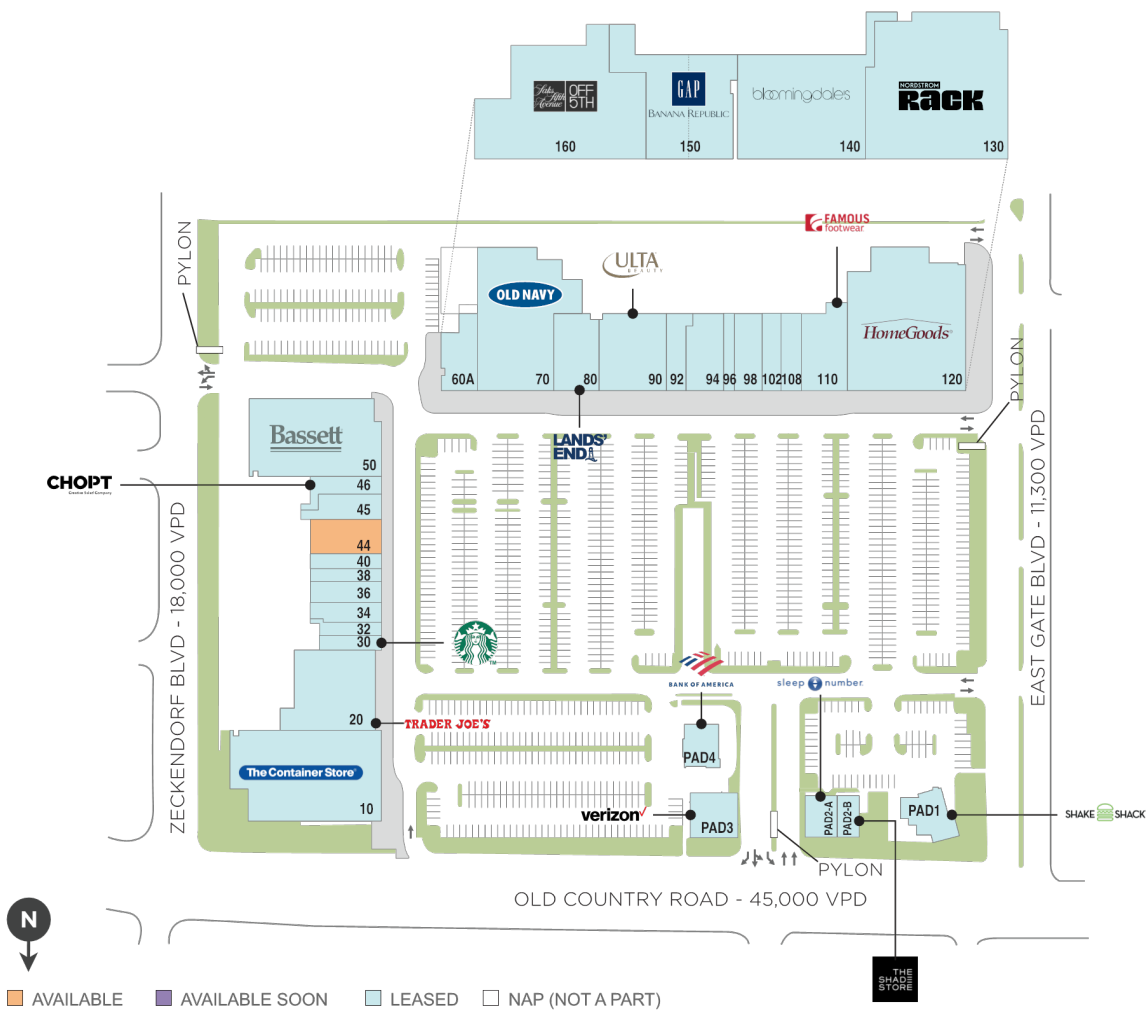 Saks
Fifth
Avenue
OFF
5TH
160
GAP
BANANA REPUBLIC
150
bloomingdales
140
NORDSTROM
RACK
130
PYLON
ULTA
BEAUTY
FAMOUS
footwear
OLD NAVY
HomeGoods
60A
70
80
90
92
94
96
98
102
108
110
120
PYLON
LANDS'
END
Bassett
50
CHOPT
Creative Salad Company
46
45
44
40
38
36
34
32
30
TM
ZECKENDORF BLVD - 18,000 VPD
EAST GATE BLVD - 11,300 VPD
BANK OF AMERICA
sleep number
20
TRADER JOE'S
The Container Store
10
PAD4
verizon
PAD3
PAD2-A
PAD2-B
PAD1
SHAKE SHACK
PYLON
OLD COUNTRY ROAD - 45,000 VPD
N
THE
SHADE
STORE
AVAILABLE
AVAILABLE SOON
LEASED
NAP (NOT A PART)